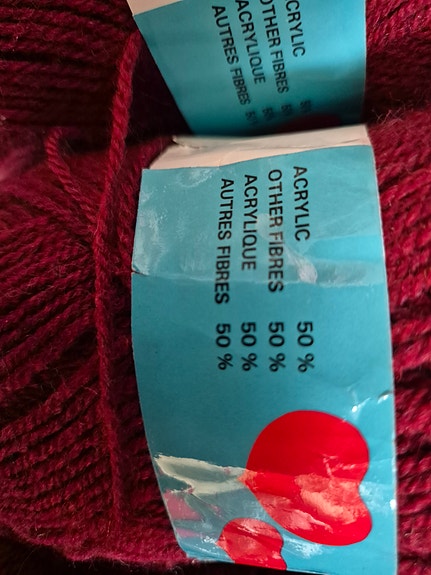 ACRYLIC 50 %
OTHER FIBRES 50 %
ACRYLIQUE 50 %
AUTRES FIBRES 50 %
ACRYLIC
OTHER FIBRES
ACRYLIQUE
AUTRES FIBRES